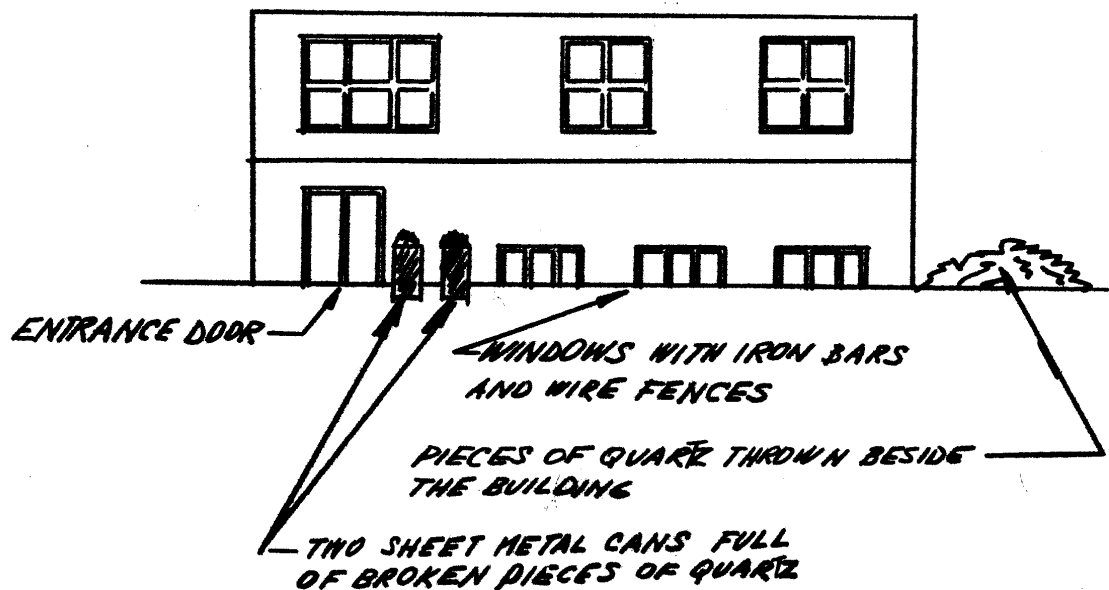 ENTRANCE DOOR
WINDOWS WITH IRON BARS
AND WIRE FENCES
PIECES OF QUARTZ THROWN BESIDE
THE BUILDING
TWO SHEET METAL CANS FULL
OF BROKEN PIECES OF QUARTZ